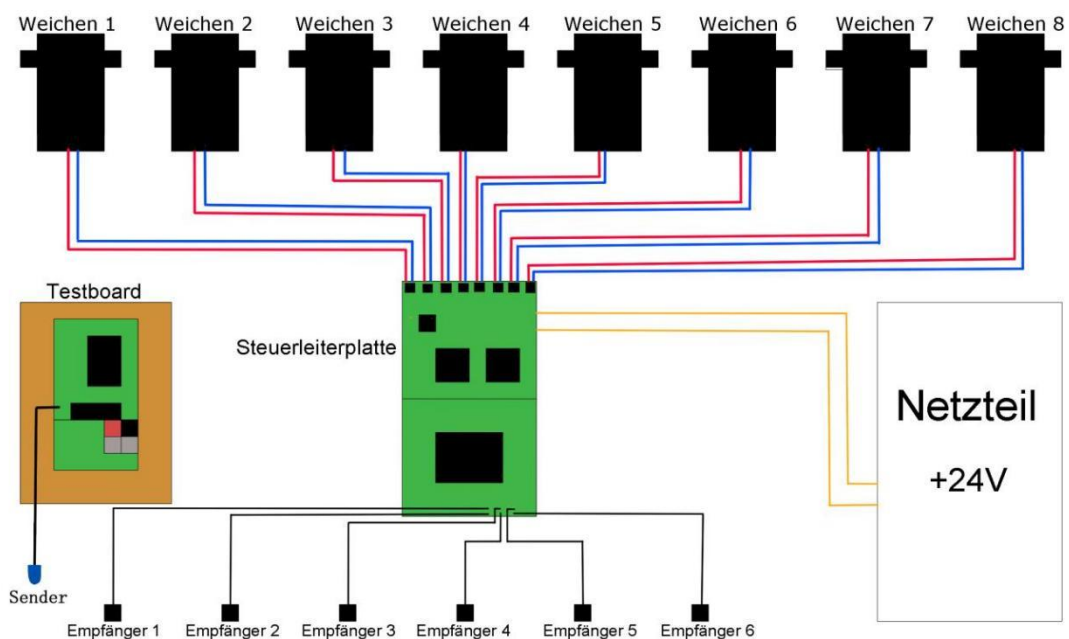 Weichen 1
Weichen 2
Weichen 3
Weichen 4
Weichen 5
Weichen 6
Weichen 7
Weichen 8
Testboard
Steuerleiterplatte
Netzteil
+24V
Sender
Empfänger 1
Empfänger 2
Empfänger 3
Empfänger 4
Empfänger 5
Empfänger 6